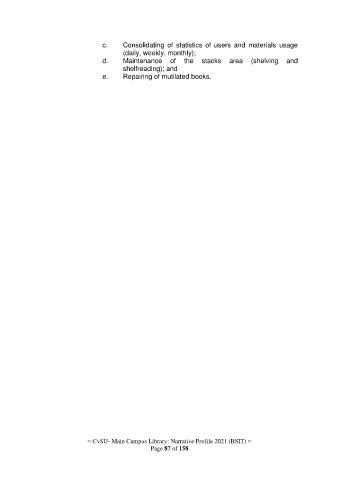 c. Consolidating of statistics of users and materials usage
(daily, weekly, monthly);
d. Maintenance of the stacks area (shelving and
shelfreading); and
e. Repairing of mutilated books.
≈ CvSU- Main Campus Library: Narrative Profile 2021 (BSIT) ≈
Page 87 of 158